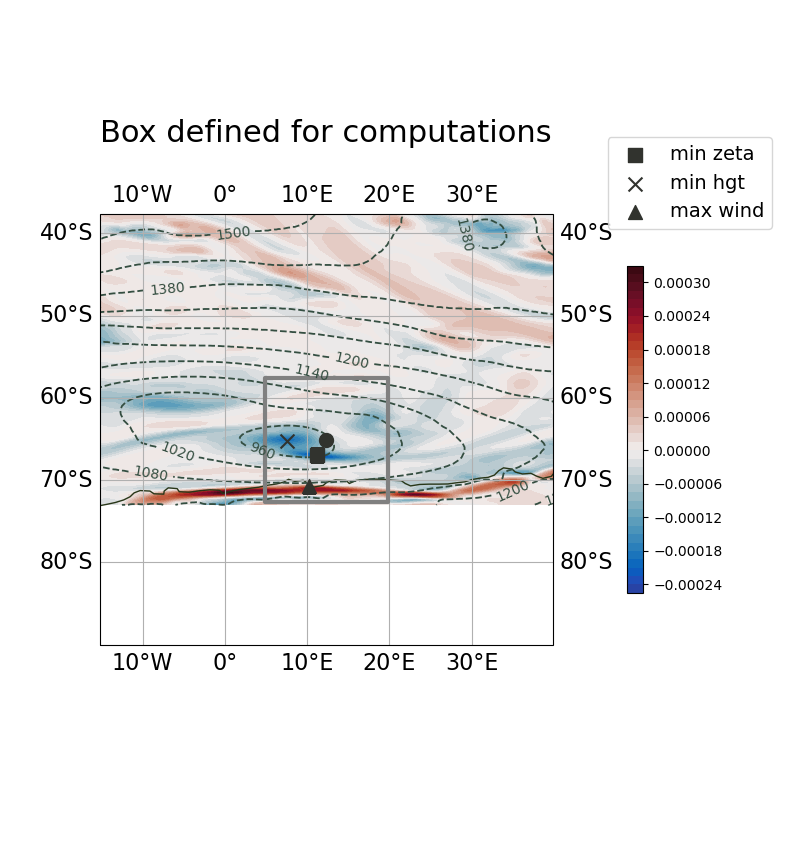 Box defined for computations
min zeta
min hgt
max wind
10°W 0° 10°E 20°E 30°E
40°S 40°S
50°S 50°S
60°S 60°S
70°S 70°S
80°S 80°S
10°W 0° 10°E 20°E 30°E
1500
1380
1380
1200
1140
1020
960
1080
1200
0.00030
0.00024
0.00018
0.00012
0.00006
0.00000
−0.00006
−0.00012
−0.00018
−0.00024